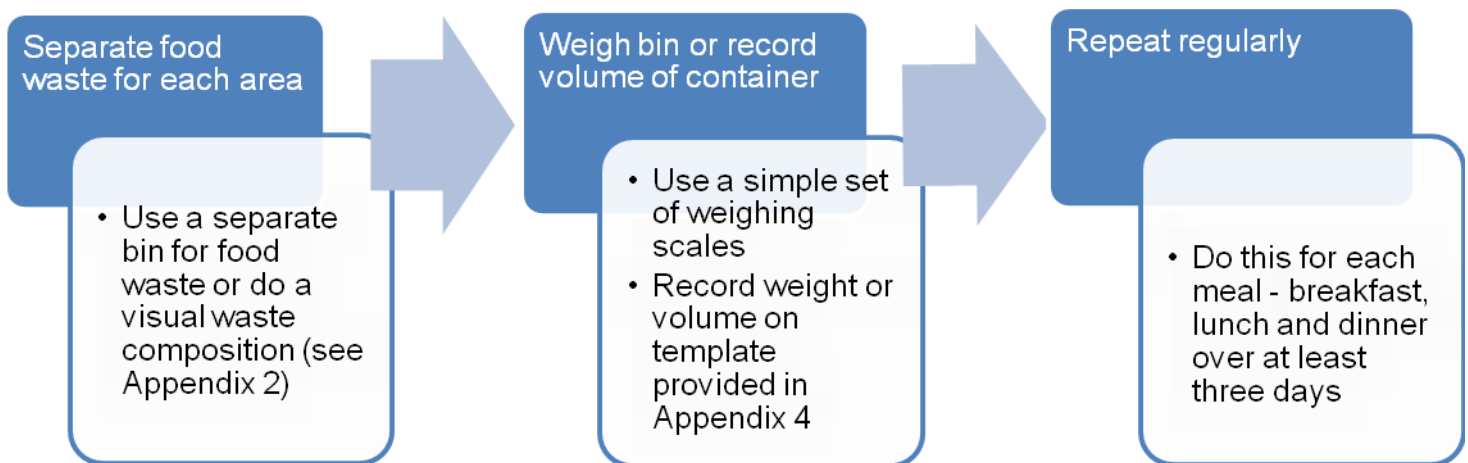 Separate food
waste for each area
• Use a separate
bin for food
waste or do a
visual waste
composition (see
Appendix 2)
Weigh bin or record
volume of container
• Use a simple set
of weighing
scales
• Record weight or
volume on
template
provided in
Appendix 4
Repeat regularly
• Do this for each
meal - breakfast,
lunch and dinner
over at least
three days